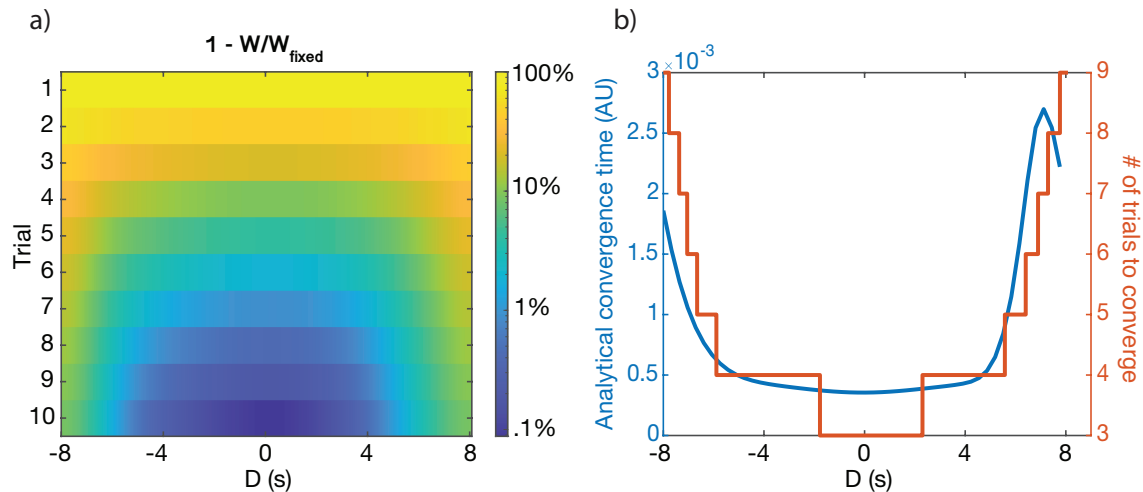 a)
1 - W/W_fixed
Trial
1
2
3
4
5
6
7
8
9
10
-8 -4 0 4 8
D (s)
100%
10%
1%
.1%
b)
Analytical convergence time (AU)
×10^-3
3
2.5
2
1.5
1
0.5
0
-8 -4 0 4 8
D (s)
9
8
7
6
5
4
3
# of trials to converge